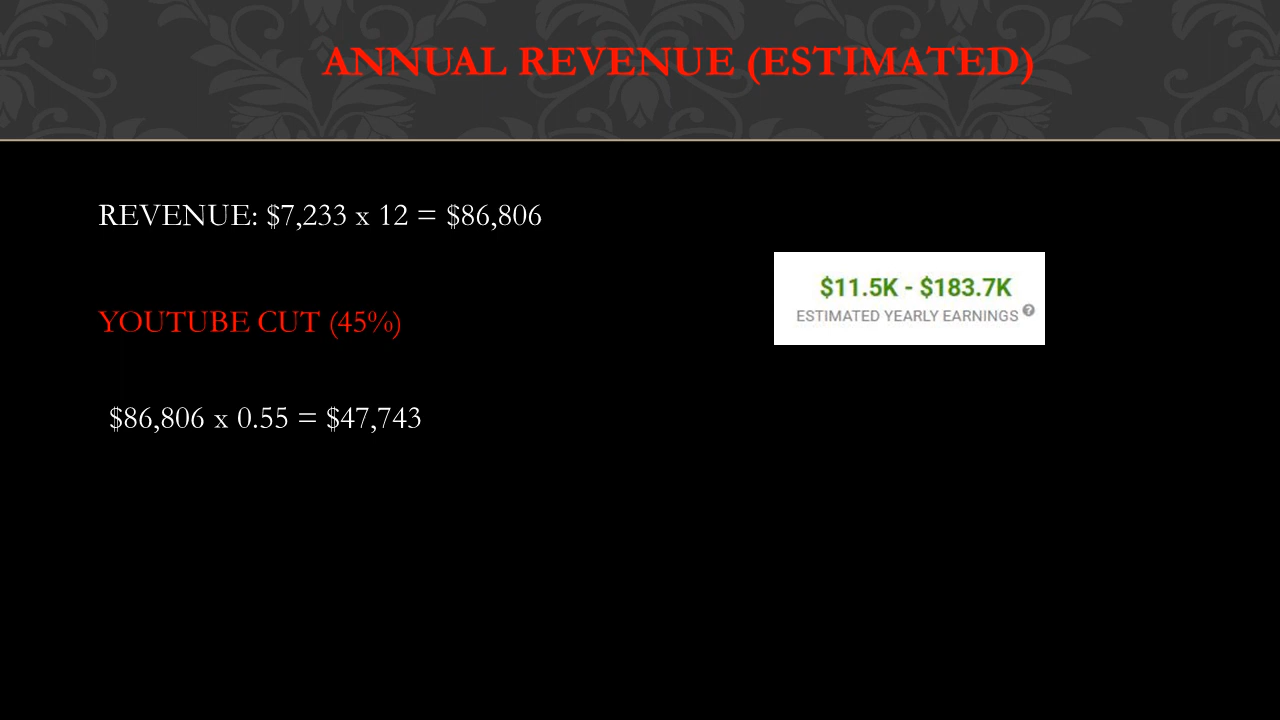 ANNUAL REVENUE (ESTIMATED)
REVENUE: $7,233 x 12 = $86,806
$11.5K - $183.7K
ESTIMATED YEARLY EARNINGS ?
YOUTUBE CUT (45%)
$86,806 x 0.55 = $47,743